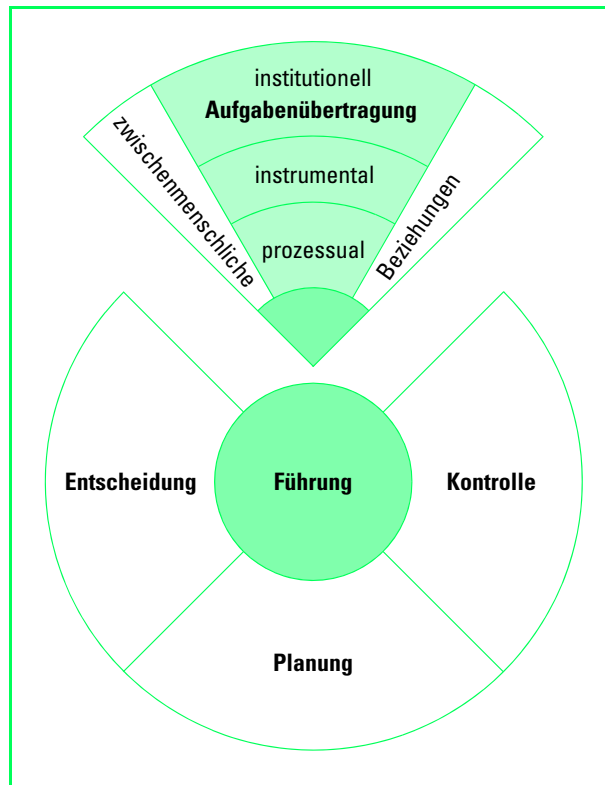 institutionell
Aufgabenübertragung
zwischenmenschliche
instrumental
Beziehungen
prozessual
Entscheidung
Führung
Kontrolle
Planung